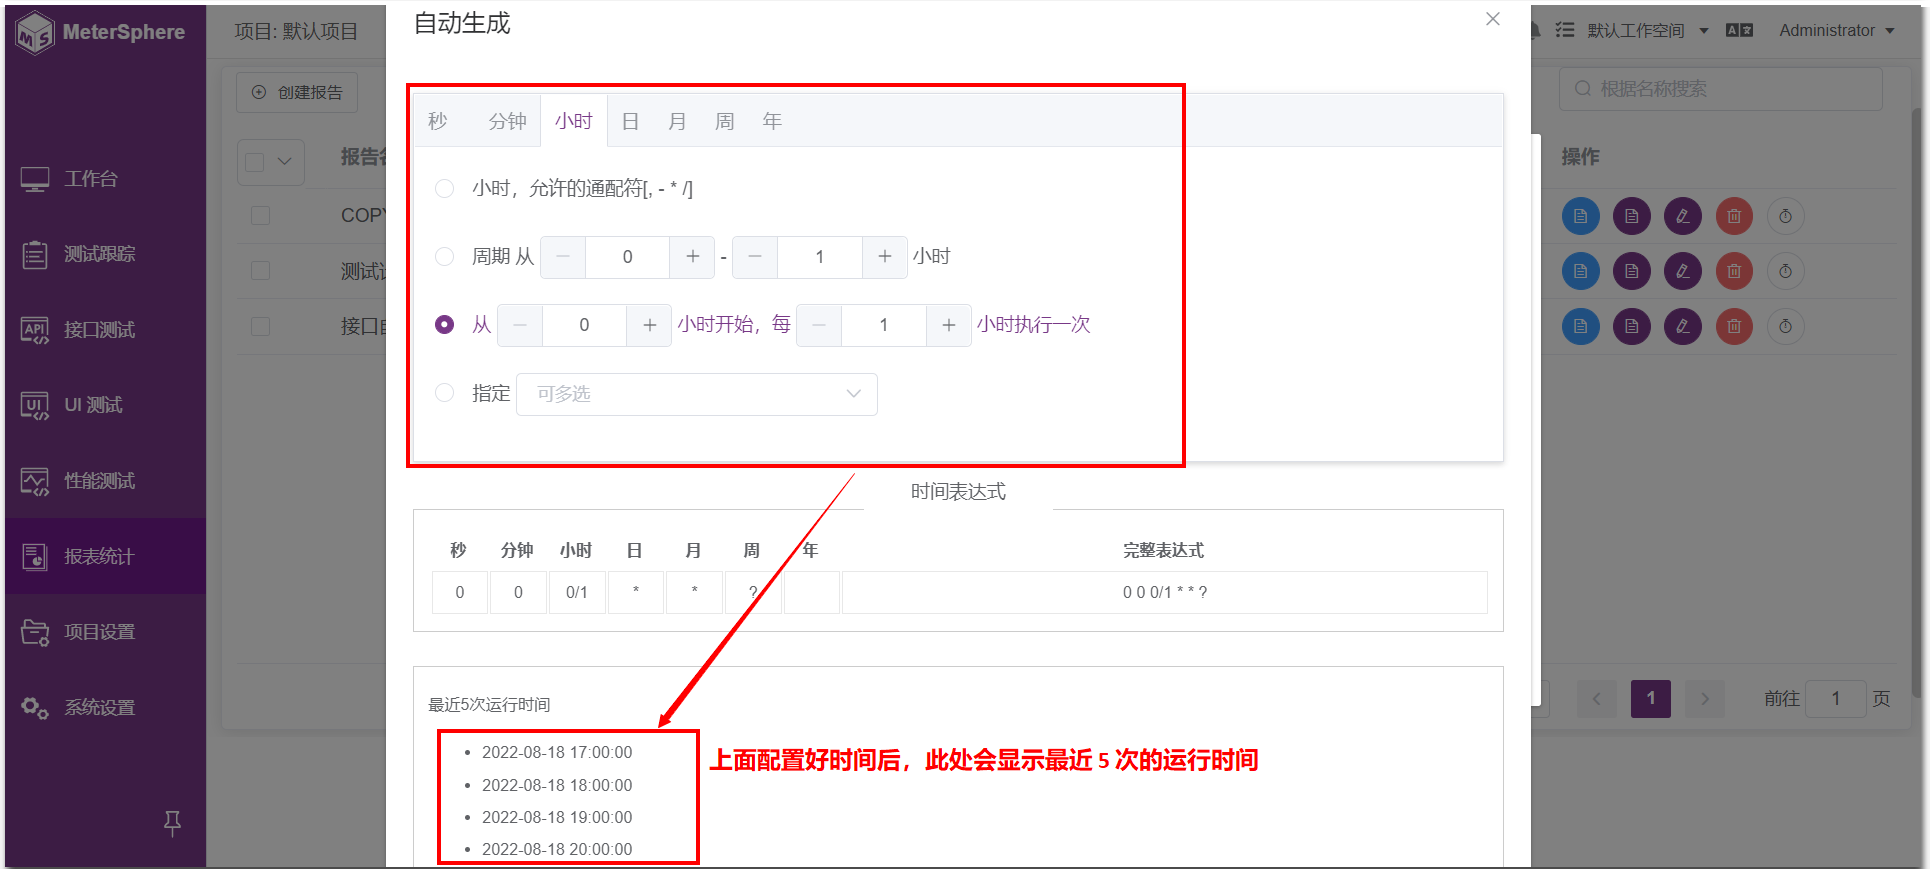 MeterSphere
项目: 默认项目
自动生成
默认工作空间
Administrator
创建报告
根据名称搜索
秒 分钟 小时 日 月 周 年
报告
操作
工作台
小时，允许的通配符[, - * /]
COPY
测试跟踪
周期 从 0 - 1 小时
测试
接口测试
从 0 小时开始，每 1 小时执行一次
接口
UI 测试
指定 可多选
性能测试
时间表达式
报表统计
秒 分钟 小时 日 月 周 年 完整表达式
0 0 0/1 * * ? 0 0 0/1 * * ?
项目设置
系统设置
1
前往 1 页
最近5次运行时间
2022-08-18 17:00:00
上面配置好时间后，此处会显示最近 5 次的运行时间
2022-08-18 18:00:00
2022-08-18 19:00:00
2022-08-18 20:00:00